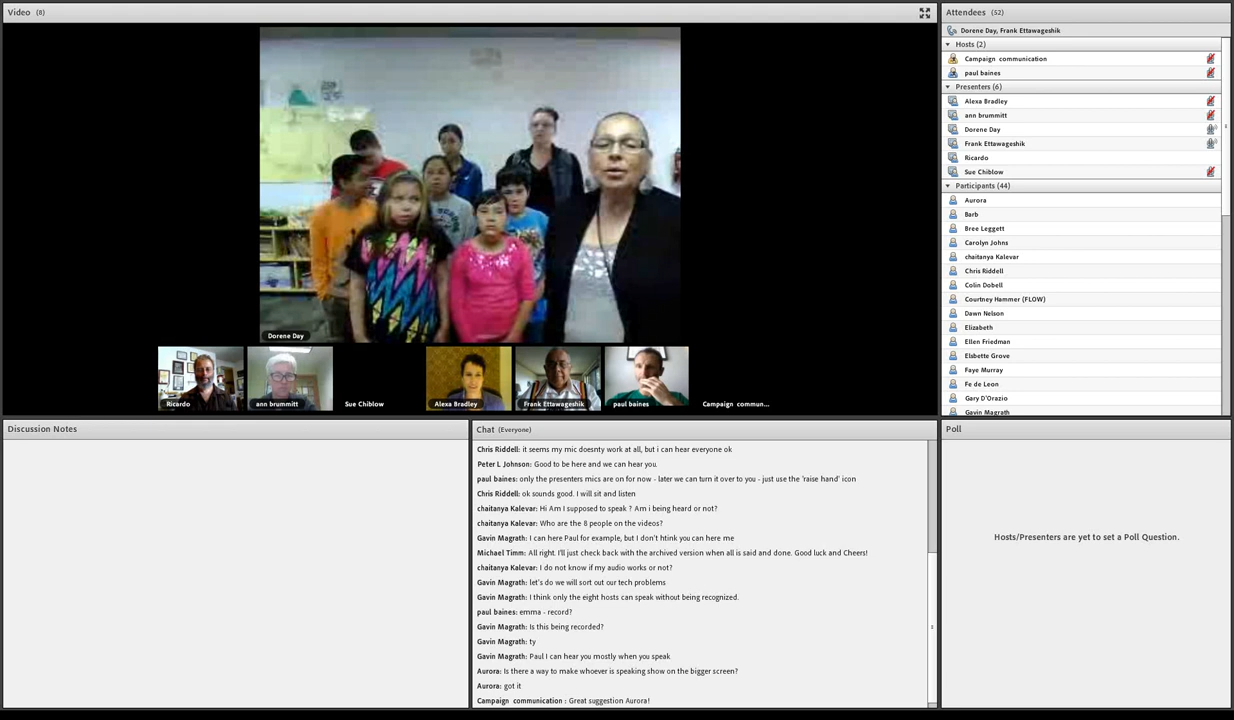 Video (8)
Dorene Day
Ricardo
ann brummitt
Sue Chiblow
Alexa Bradley
Frank Ettawageshik
paul baines
Campaign commun...
Attendees (52)
Dorene Day, Frank Ettawageshik
Hosts (2)
Campaign communication
paul baines
Presenters (6)
Alexa Bradley
ann brummitt
Dorene Day
Frank Ettawageshik
Ricardo
Sue Chiblow
Participants (44)
Aurora
Barb
Bree Leggett
Carolyn Johns
chaitanya Kalevar
Chris Riddell
Colin Dobell
Courtney Hammer (FLOW)
Dawn Nelson
Elizabeth
Ellen Friedman
Elsbette Grove
Faye Murray
Fe de Leon
Gary D'Orazio
Gavin Magrath
Discussion Notes
Chat (Everyone)
Chris Riddell: it seems my mic doesnty work at all, but i can hear everyone ok
Peter L Johnson: Good to be here and we can hear you.
paul baines: only the presenters mics are on for now - later we can turn it over to you - just use the 'raise hand' icon
Chris Riddell: ok sounds good. I will sit and listen
chaitanya Kalevar: Hi Am I supposed to speak ? Am i being heard or not?
chaitanya Kalevar: Who are the 8 people on the videos?
Gavin Magrath: I can here Paul for example, but I don't htink you can here me
Michael Timm: All right. I'll just check back with the archived version when all is said and done. Good luck and Cheers!
chaitanya Kalevar: I do not know if my audio works or not?
Gavin Magrath: let's do we will sort out our tech problems
Gavin Magrath: I think only the eight hosts can speak without being recognized.
paul baines: emma - record?
Gavin Magrath: Is this being recorded?
Gavin Magrath: ty
Gavin Magrath: Paul I can hear you mostly when you speak
Aurora: Is there a way to make whoever is speaking show on the bigger screen?
Aurora: got it
Campaign communication : Great suggestion Aurora!
Poll
Hosts/Presenters are yet to set a Poll Question.